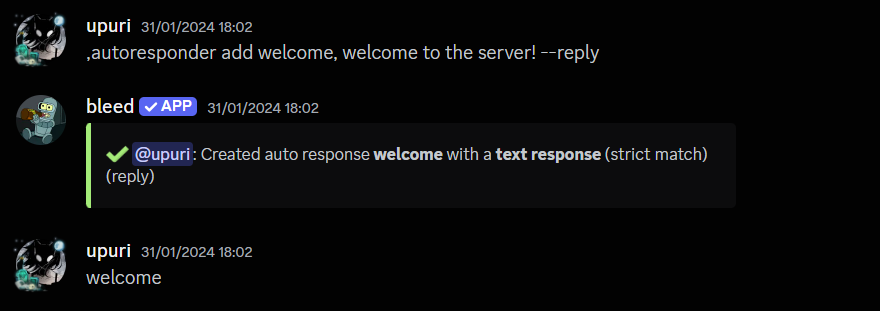 upuri 31/01/2024 18:02
,autoresponder add welcome, welcome to the server! --reply
bleed ✓ APP 31/01/2024 18:02
@upuri: Created auto response welcome with a text response (strict match)
(reply)
upuri 31/01/2024 18:02
welcome